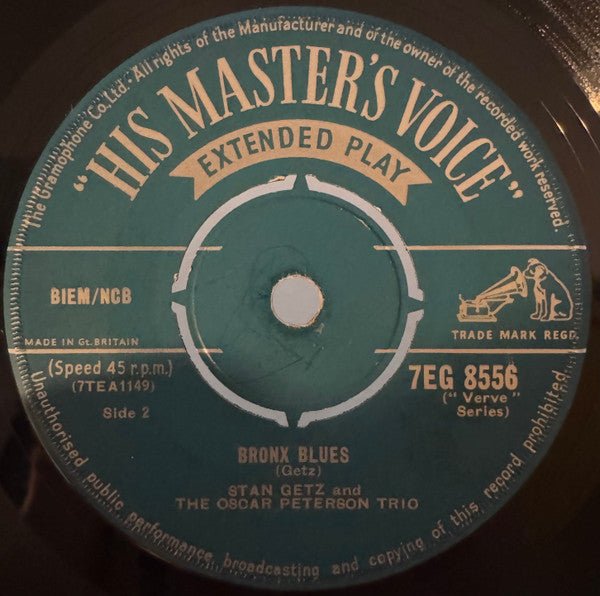 The Gramophone Co., Ltd. All rights of the Manufacturer and of the owner of the recorded work reserved.
"HIS MASTER'S VOICE"
EXTENDED PLAY
BIEM/NCB
TRADE MARK REGD.
MADE IN Gt. BRITAIN
(Speed 45 r.p.m.)
(7TEA1149)
Side 2
7EG 8556
("Verve"
Series)
BRONX BLUES
(Getz)
STAN GETZ and
THE OSCAR PETERSON TRIO
Unauthorised public performance broadcasting and copying of this record prohibited.